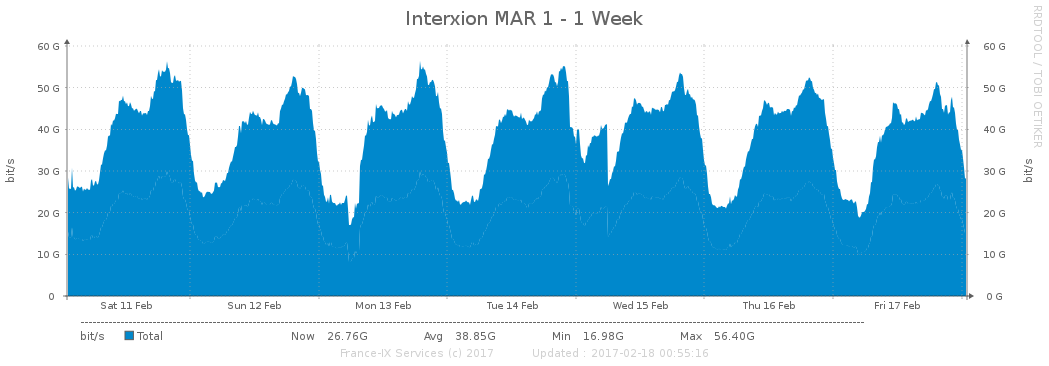 Interxion MAR 1 - 1 Week
RRDTOOL / TOBI OETIKER
60 G 60 G
50 G 50 G
40 G 40 G
30 G 30 G
20 G 20 G
10 G 10 G
0 0 G
bit/s bit/s
Sat 11 Feb Sun 12 Feb Mon 13 Feb Tue 14 Feb Wed 15 Feb Thu 16 Feb Fri 17 Feb
bit/s Total Now 26.76G Avg 38.85G Min 16.98G Max 56.40G
France-IX Services (c) 2017 Updated : 2017-02-18 00:55:16